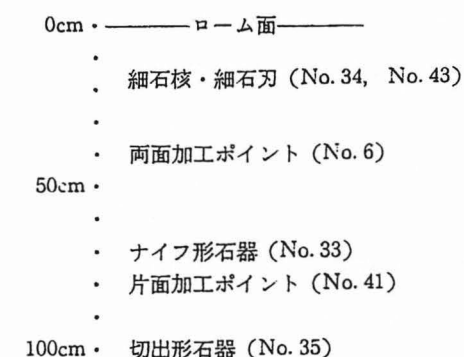 0cm・―――ローム面―――
細石核・細石刃（No. 34, No. 43）
両面加工ポイント（No. 6）
50cm・
ナイフ形石器（No. 33）
片面加工ポイント（No. 41）
100cm・ 切出形石器（No. 35）